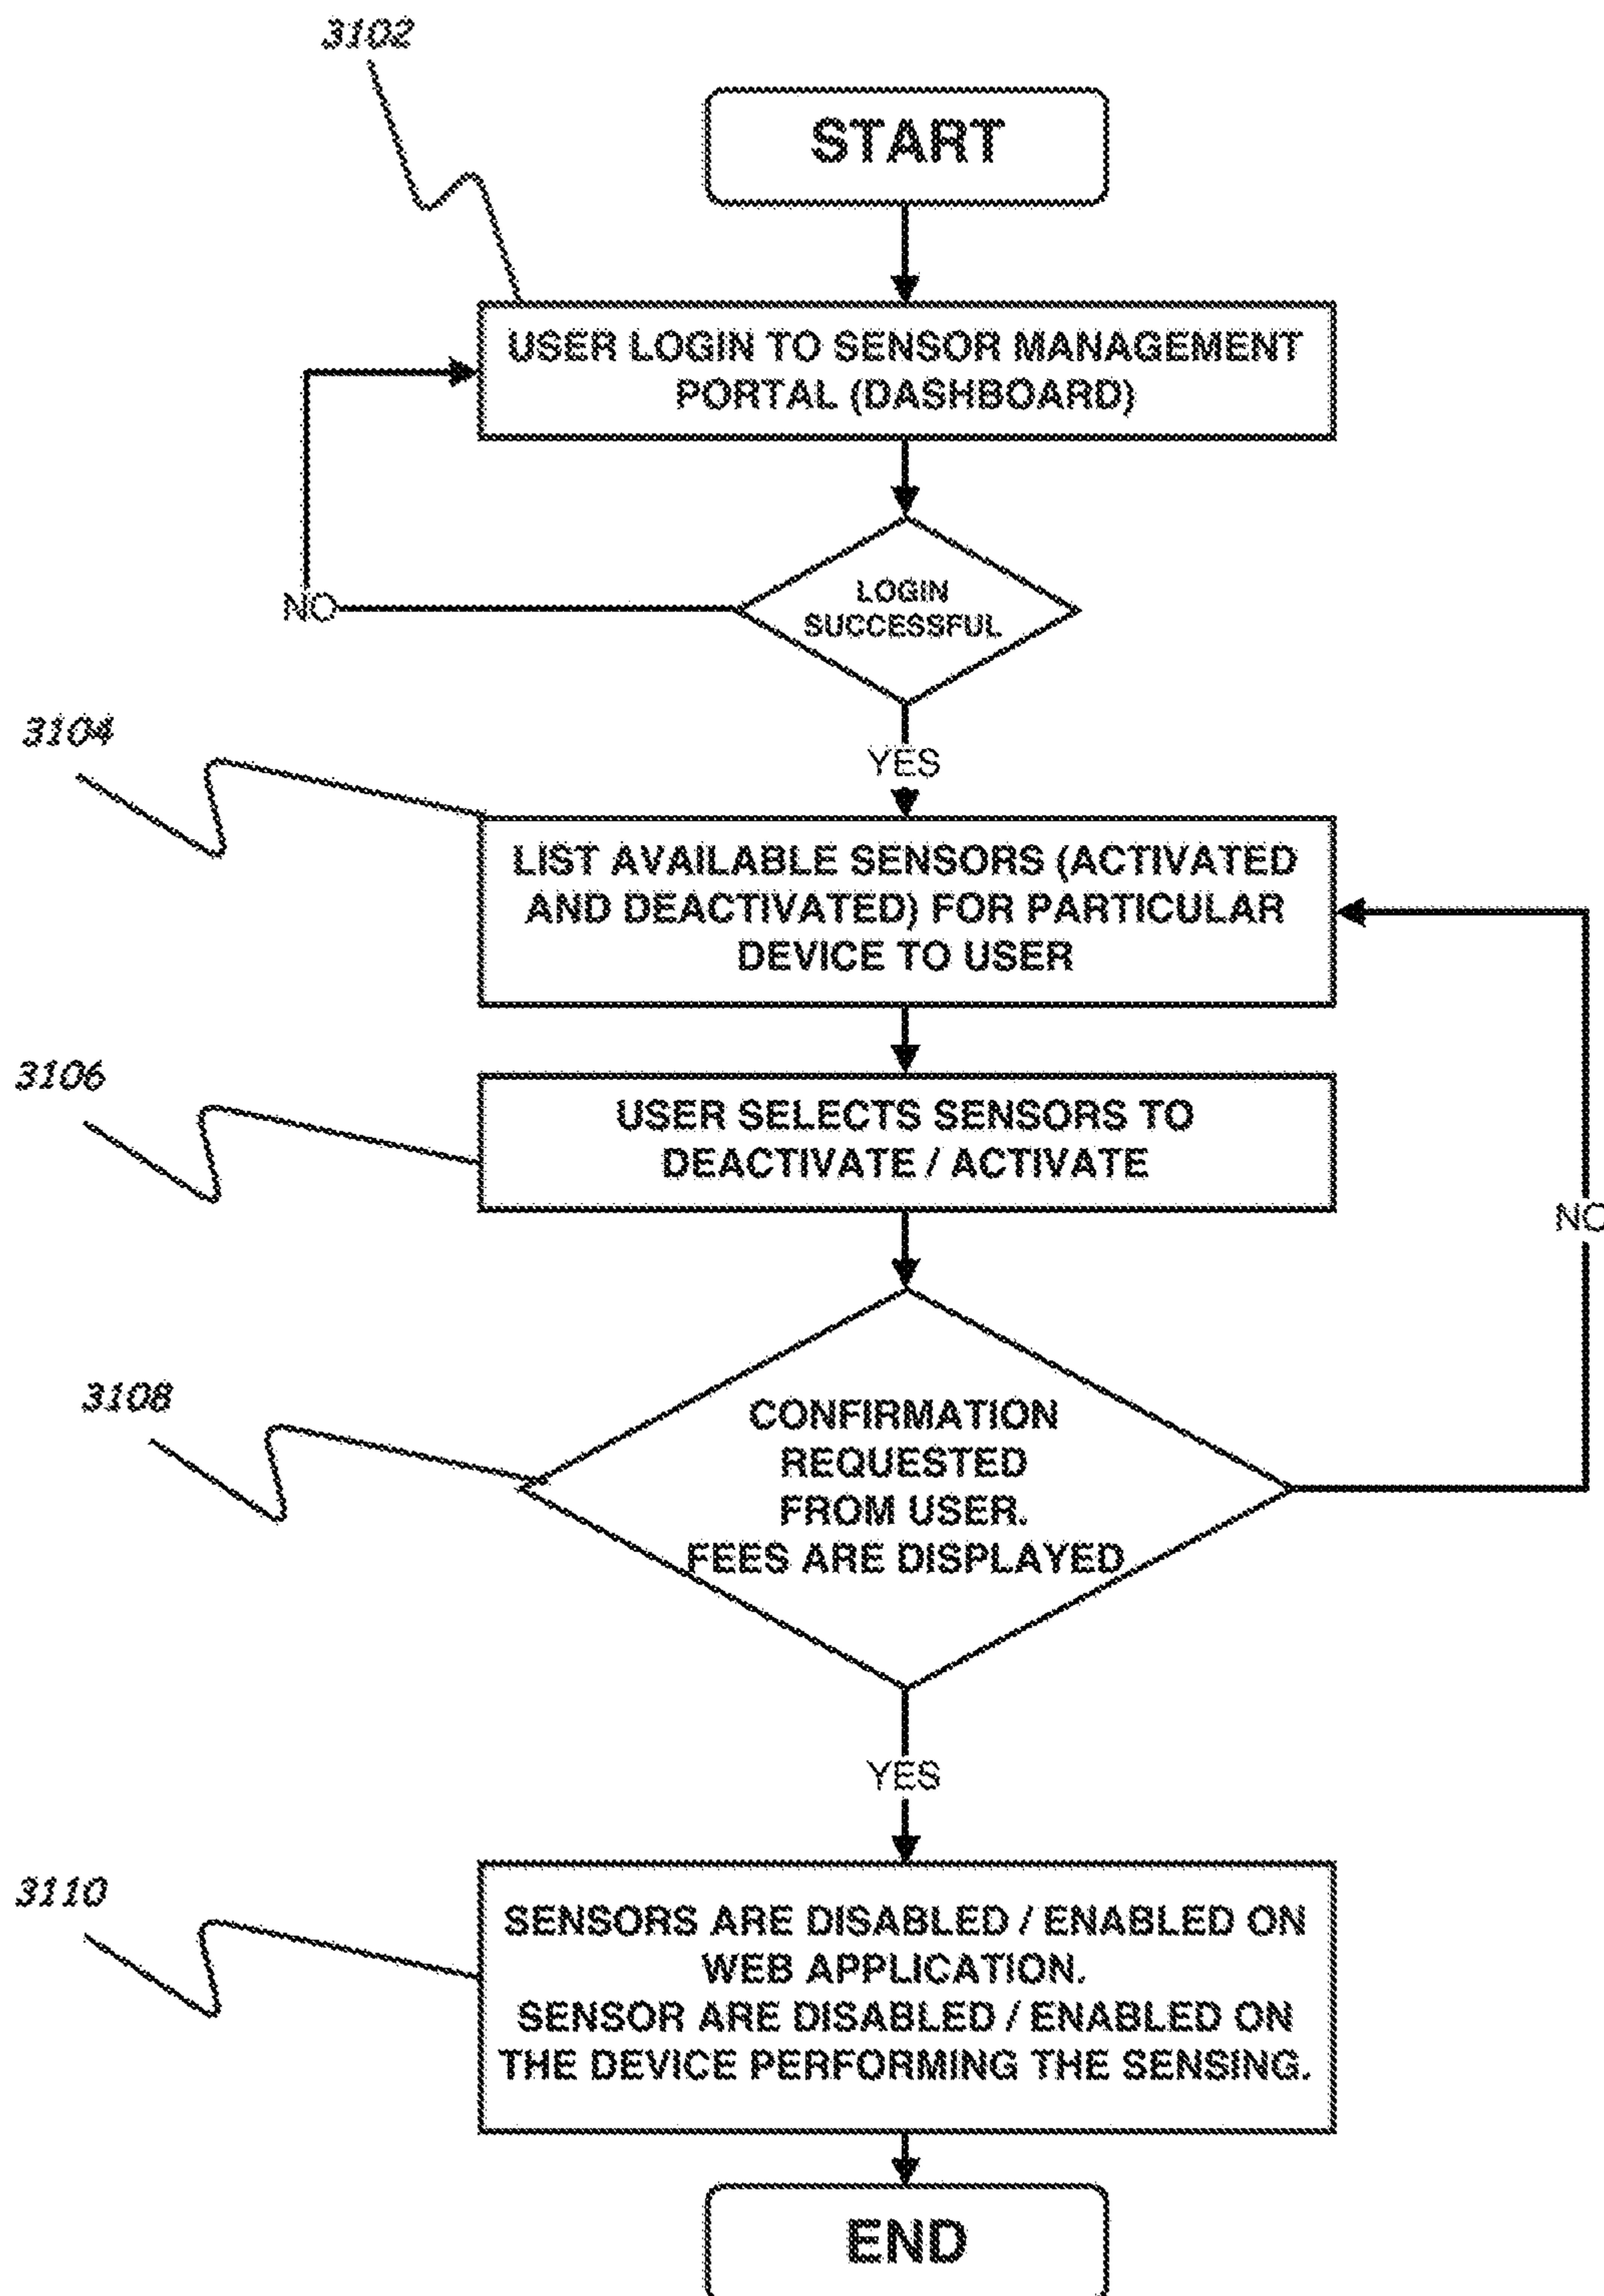 3102
START
USER LOGIN TO SENSOR MANAGEMENT
PORTAL (DASHBOARD)
LOGIN
SUCCESSFUL
NO
YES
3104
LIST AVAILABLE SENSORS (ACTIVATED
AND DEACTIVATED) FOR PARTICULAR
DEVICE TO USER
3106
USER SELECTS SENSORS TO
DEACTIVATE / ACTIVATE
NO
3108
CONFIRMATION
REQUESTED
FROM USER.
FEES ARE DISPLAYED
YES
3110
SENSORS ARE DISABLED / ENABLED ON
WEB APPLICATION.
SENSOR ARE DISABLED / ENABLED ON
THE DEVICE PERFORMING THE SENSING.
END